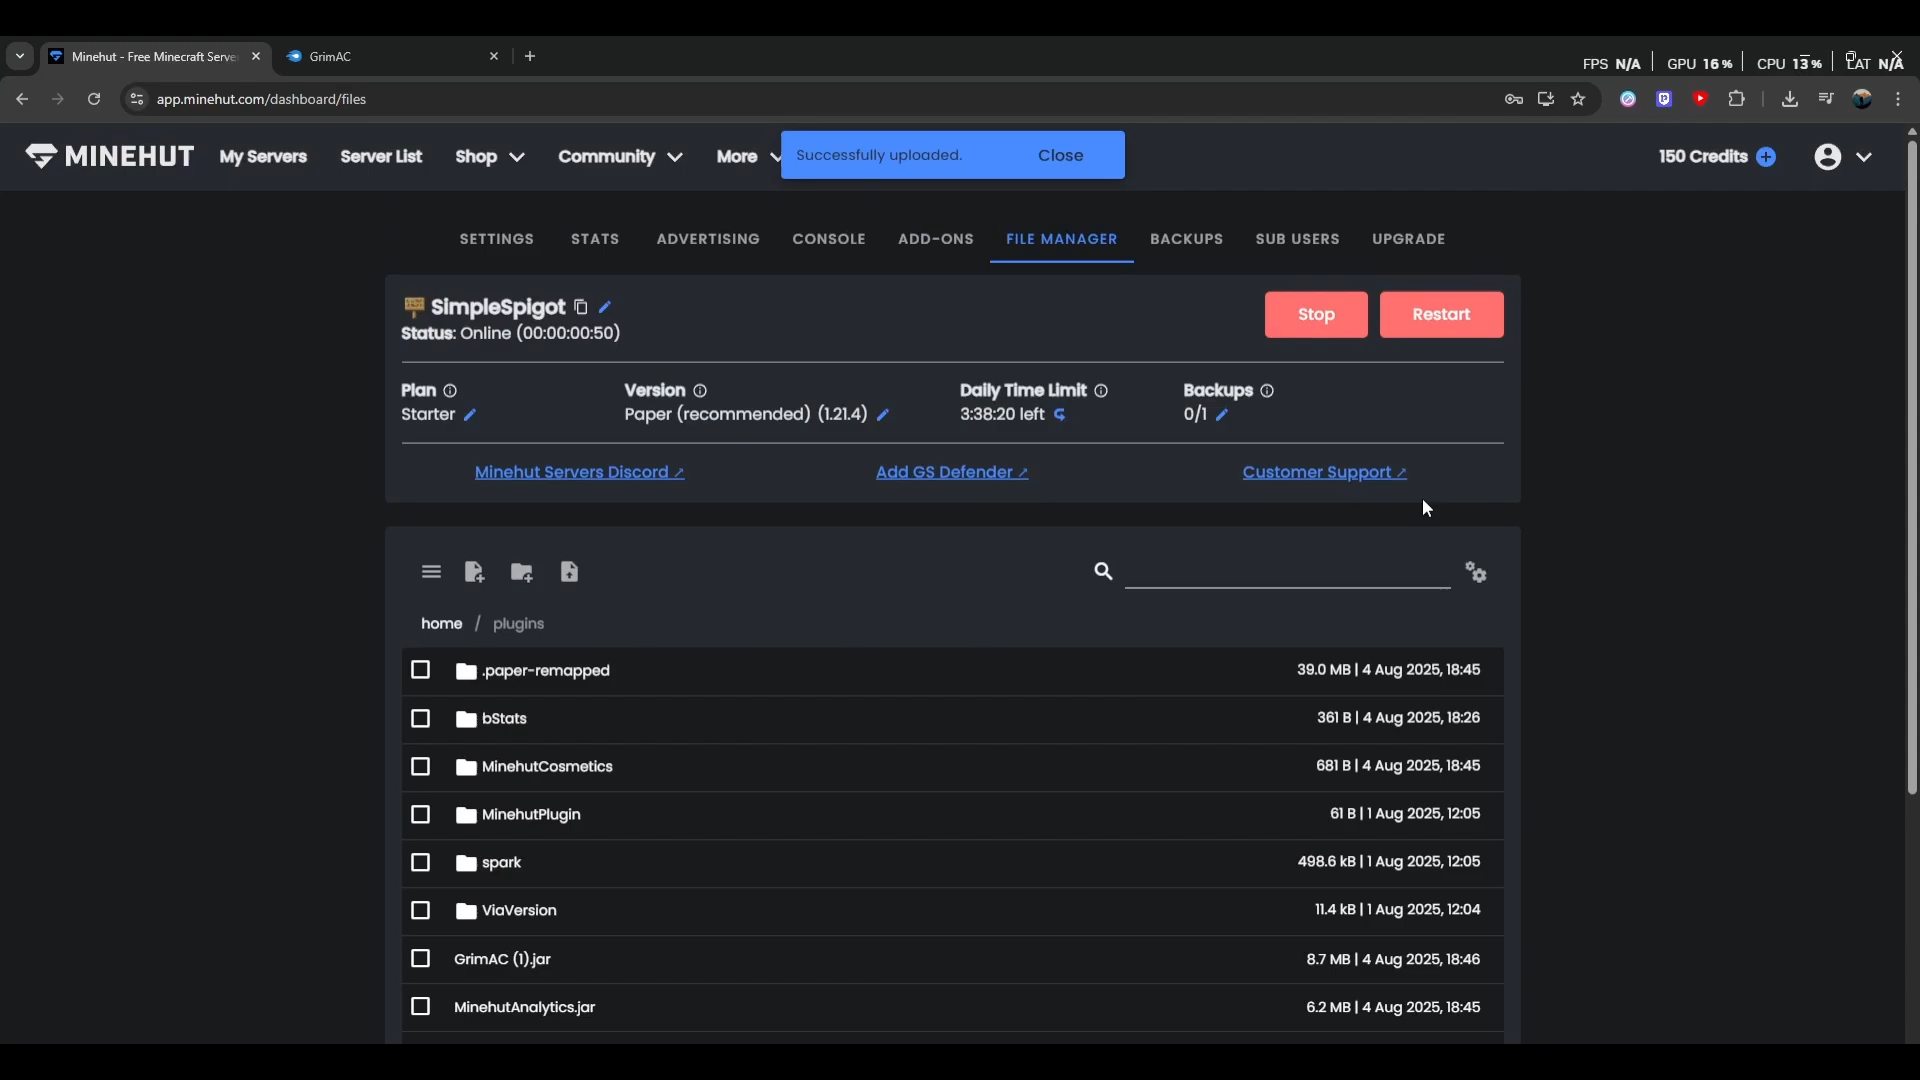 Minehut - Free Minecraft Serve
GrimAC
FPS N/A
GPU 16 %
CPU 13 %
LAT N/A
app.minehut.com/dashboard/files
MINEHUT
My Servers
Server List
Shop
Community
More
Successfully uploaded.
Close
150 Credits
SETTINGS
STATS
ADVERTISING
CONSOLE
ADD-ONS
FILE MANAGER
BACKUPS
SUB USERS
UPGRADE
SimpleSpigot
Stop
Restart
Status: Online (00:00:00:50)
Plan
Version
Daily Time Limit
Backups
Starter
Paper (recommended) (1.21.4)
3:38:20 left
0/1
Minehut Servers Discord ↗
Add GS Defender ↗
Customer Support ↗
home / plugins
.paper-remapped 39.0 MB | 4 Aug 2025, 18:45
bStats 361 B | 4 Aug 2025, 18:26
MinehutCosmetics 681 B | 4 Aug 2025, 18:45
MinehutPlugin 61 B | 1 Aug 2025, 12:05
spark 498.6 kB | 1 Aug 2025, 12:05
ViaVersion 11.4 kB | 1 Aug 2025, 12:04
GrimAC (1).jar 8.7 MB | 4 Aug 2025, 18:46
MinehutAnalytics.jar 6.2 MB | 4 Aug 2025, 18:45